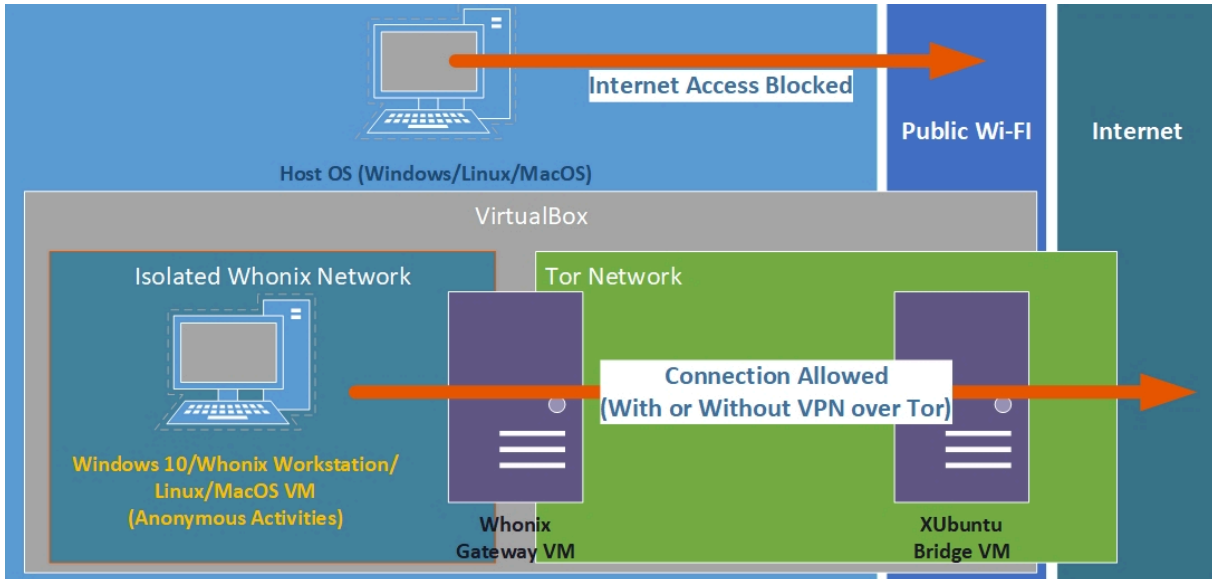 Internet Access Blocked
Public Wi-FI
Internet
Host OS (Windows/Linux/MacOS)
VirtualBox
Isolated Whonix Network
Tor Network
Connection Allowed
(With or Without VPN over Tor)
Windows 10/Whonix Workstation/
Linux/MacOS VM
(Anonymous Activities)
Whonix
Gateway VM
XUbuntu
Bridge VM